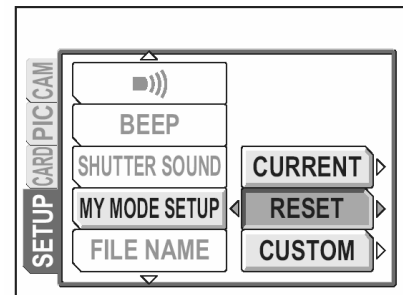 CAM
PIC
CARD
SETUP
BEEP
SHUTTER SOUND
MY MODE SETUP
FILE NAME
CURRENT
RESET
CUSTOM